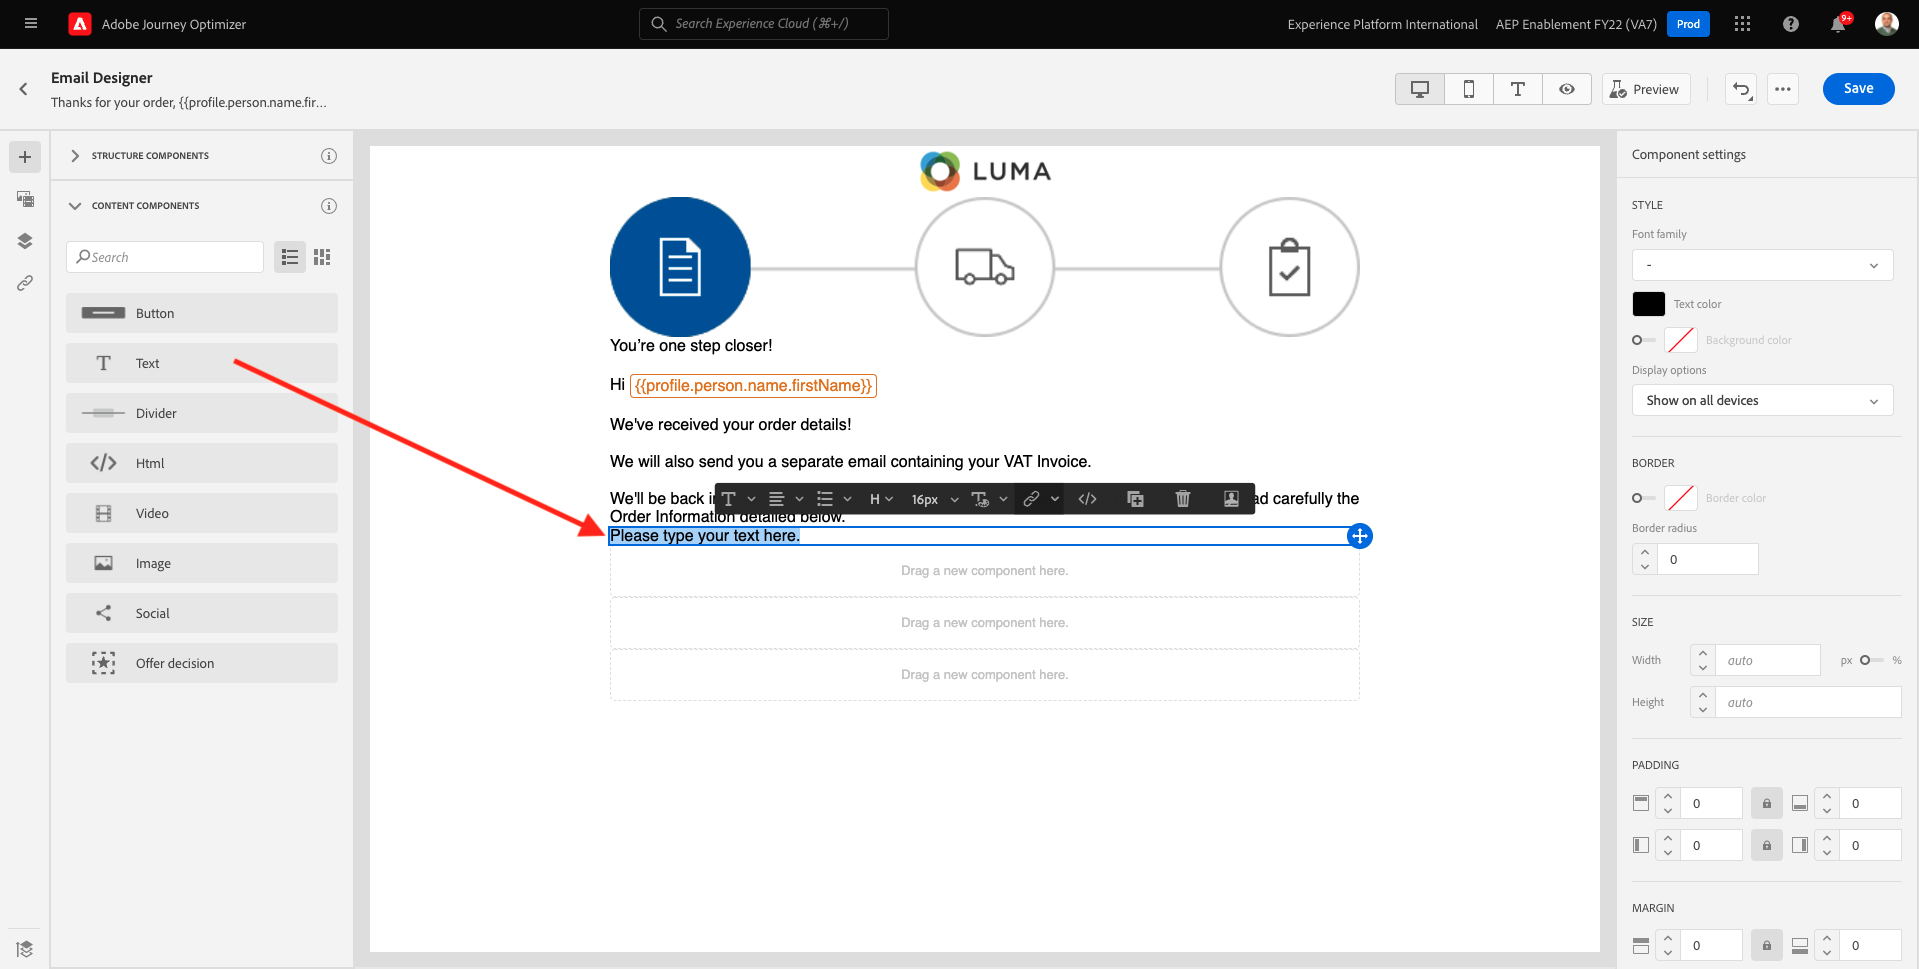 Adobe Journey Optimizer
Search Experience Cloud (⌘+/)
Experience Platform International
AEP Enablement FY22 (VA7)
Prod
9+
Email Designer
Thanks for your order, {{profile.person.name.fir...
Preview
Save
STRUCTURE COMPONENTS
CONTENT COMPONENTS
Search
Button
Text
Divider
Html
Video
Image
Social
Offer decision
LUMA
You're one step closer!
Hi {{profile.person.name.firstName}}
We've received your order details!
We will also send you a separate email containing your VAT Invoice.
We'll be back
carefully the
Order Information detailed below.
H
16px
Please type your text here.
Drag a new component here.
Drag a new component here.
Drag a new component here.
Component settings
STYLE
Font family
-
Text color
Background color
Display options
Show on all devices
BORDER
Border color
Border radius
0
SIZE
Width
auto
px
%
Height
auto
PADDING
0
0
0
0
MARGIN
0
0